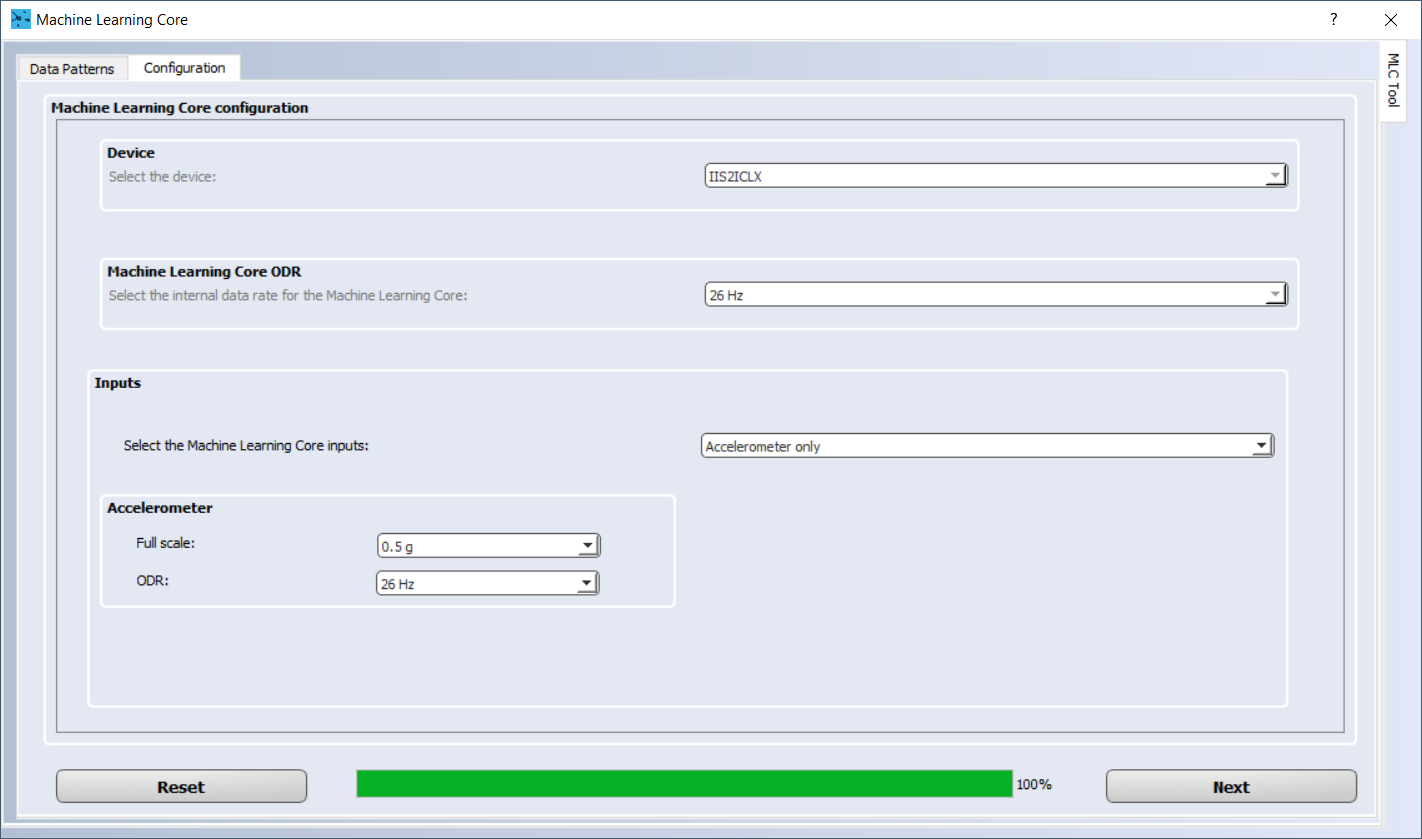 Machine Learning Core
?
MLC Tool
Data Patterns
Configuration
Machine Learning Core configuration
Device
Select the device:
IIS2ICLX
Machine Learning Core ODR
Select the internal data rate for the Machine Learning Core:
26 Hz
Inputs
Select the Machine Learning Core inputs:
Accelerometer only
Accelerometer
Full scale:
0.5 g
ODR:
26 Hz
Reset
100%
Next